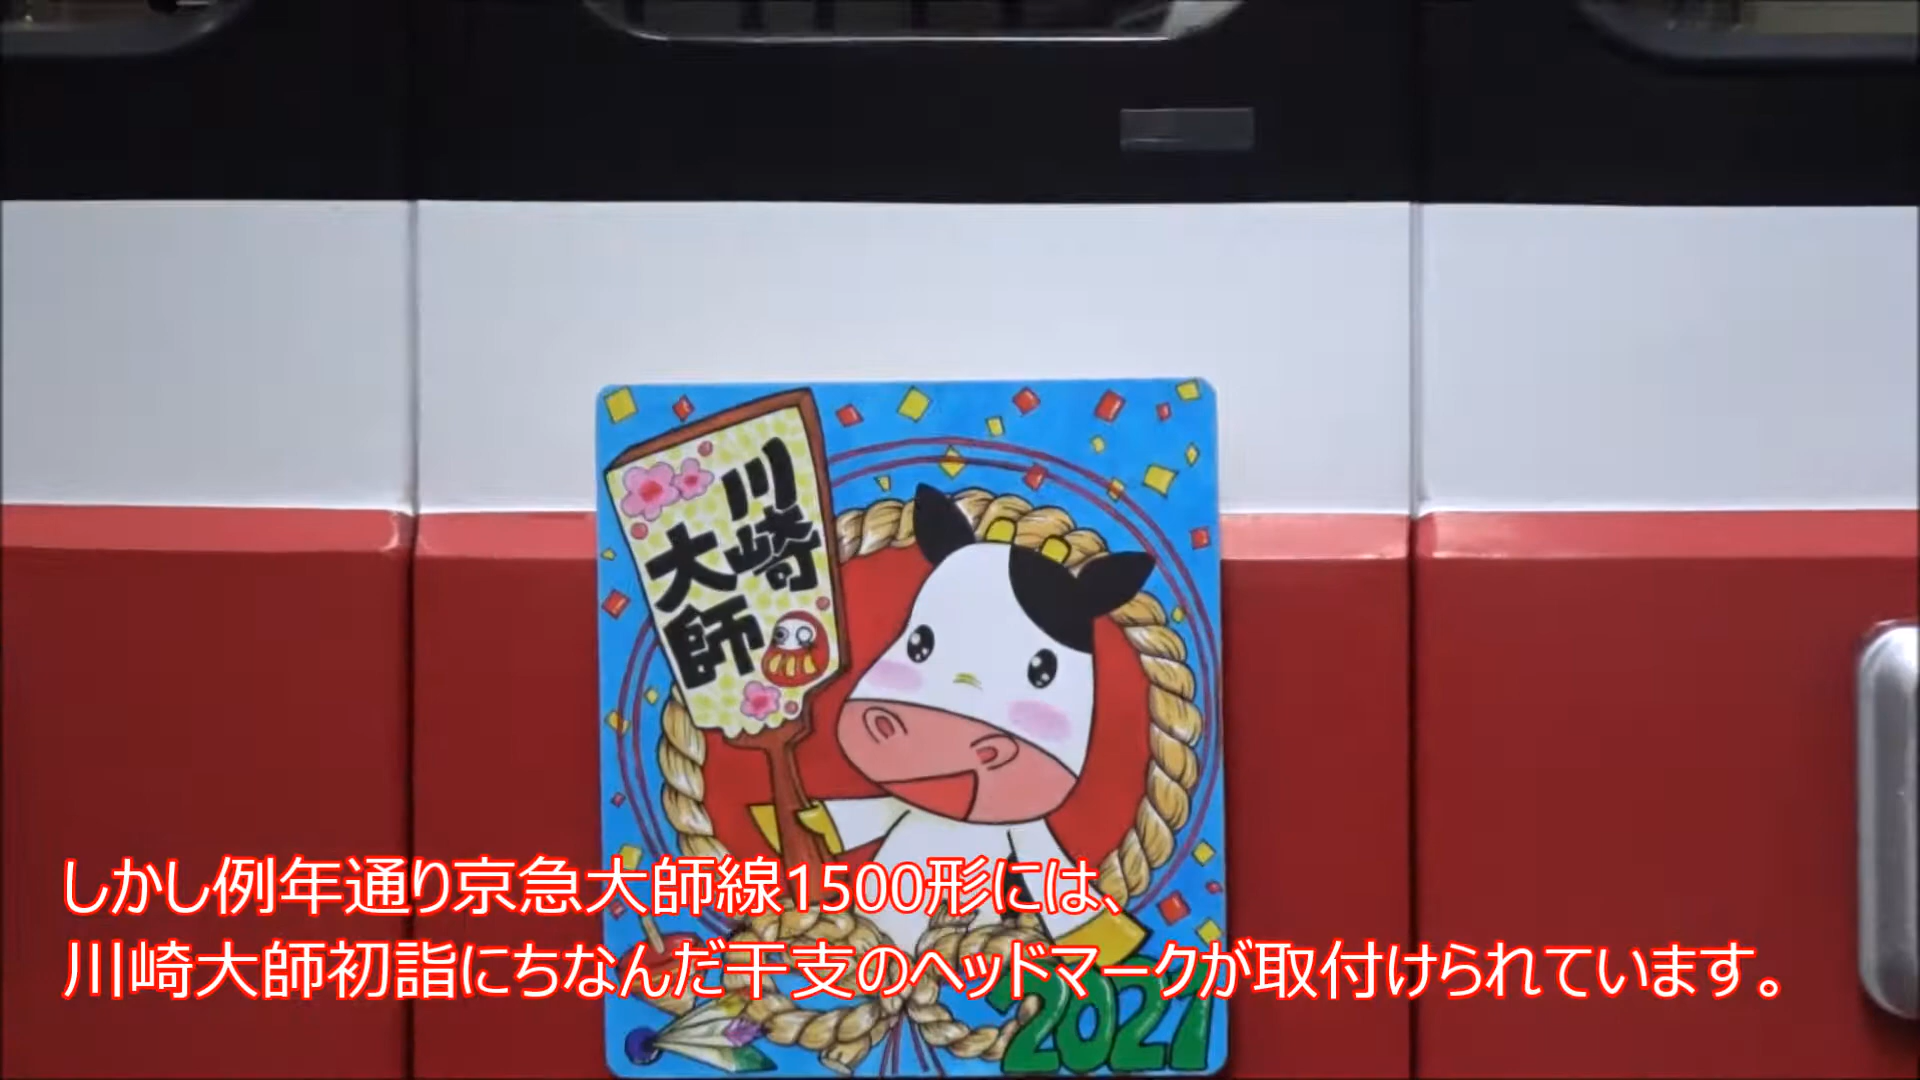 川崎
大師
しかし例年通り京急大師線1500形には、
川崎大師初詣にちなんだ干支のヘッドマークが取付けられています。
2021